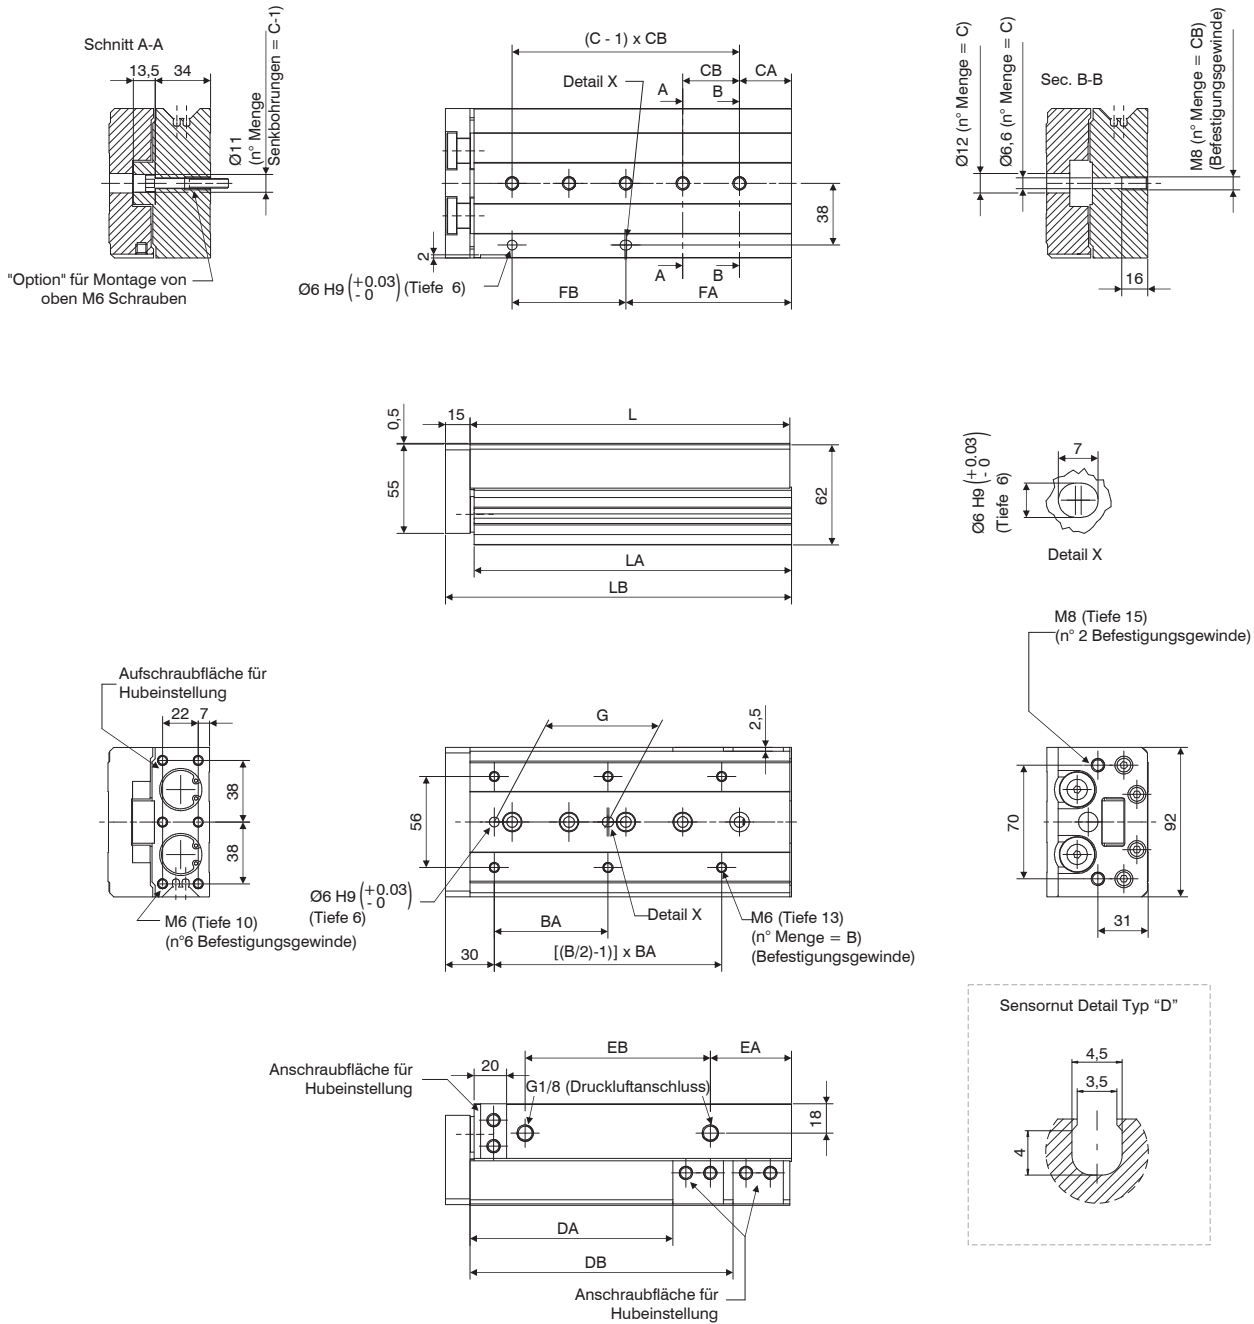 Schnitt A-A
13,5
34
Ø11
(n° Menge
Senkbohrungen = C-1)
"Option" für Montage von
oben M6 Schrauben
(C - 1) x CB
Detail X
CB
CA
A
B
38
2
A
B
Ø6 H9 (+0.03 - 0) (Tiefe 6)
FB
FA
Sec. B-B
Ø12 (n° Menge = C)
Ø6,6 (n° Menge = C)
M8 (n° Menge = CB)
(Befestigungsgewinde)
16
0,5
15
L
55
62
LA
LB
7
Ø6 H9 (+0.03 - 0)
(Tiefe 6)
Detail X
M8 (Tiefe 15)
(n° 2 Befestigungsgewinde)
Aufschraubfläche für
Hubeinstellung
22
7
38
38
M6 (Tiefe 10)
(n°6 Befestigungsgewinde)
G
2,5
56
Ø6 H9 (+0.03 - 0)
(Tiefe 6)
BA
Detail X
M6 (Tiefe 13)
(n° Menge = B)
(Befestigungsgewinde)
30
[(B/2)-1)] x BA
70
92
31
Sensornut Detail Typ “D”
4,5
3,5
4
EB
EA
20
Anschraubfläche für
Hubeinstellung
G1/8 (Druckluftanschluss)
18
DA
DB
Anschraubfläche für
Hubeinstellung